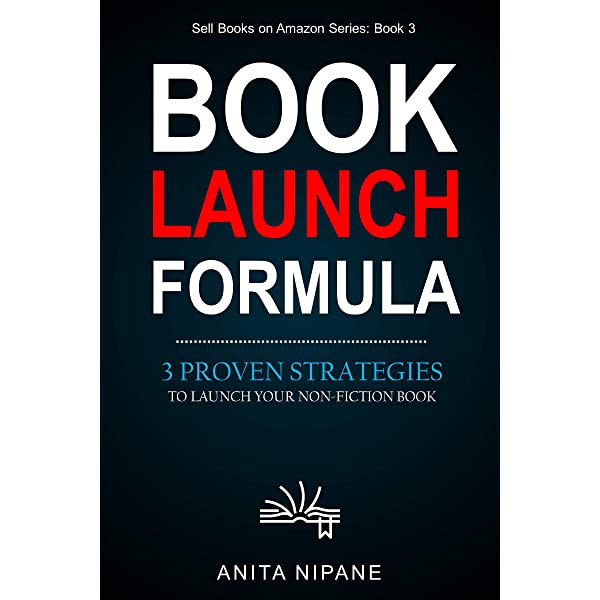 Sell Books on Amazon Series: Book 3
BOOK
LAUNCH
FORMULA
3 PROVEN STRATEGIES
TO LAUNCH YOUR NON-FICTION BOOK
ANITA NIPANE